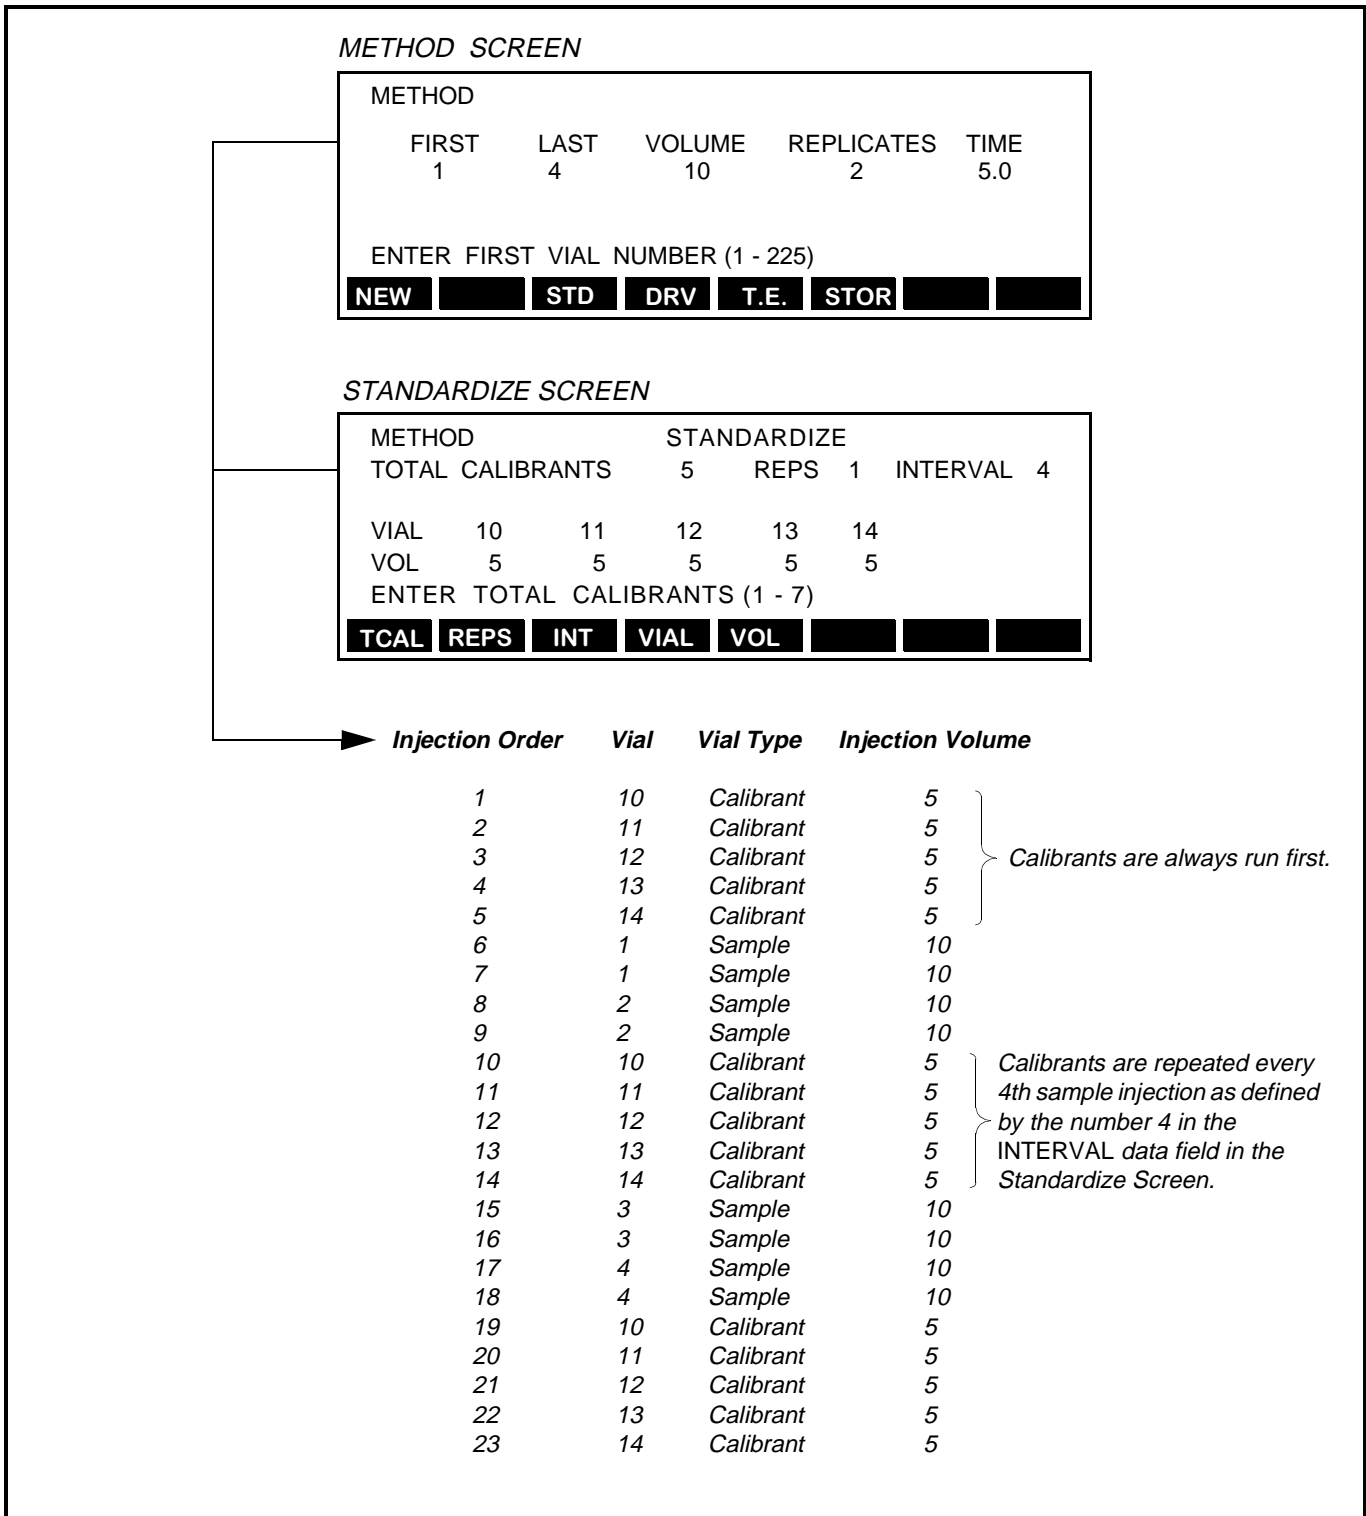 METHOD SCREEN
METHOD
FIRST LAST VOLUME REPLICATES TIME
1 4 10 2 5.0
ENTER FIRST VIAL NUMBER (1 - 225)
NEW STD DRV T.E. STOR
STANDARDIZE SCREEN
METHOD STANDARDIZE
TOTAL CALIBRANTS 5 REPS 1 INTERVAL 4
VIAL 10 11 12 13 14
VOL 5 5 5 5 5
ENTER TOTAL CALIBRANTS (1 - 7)
TCAL REPS INT VIAL VOL
Injection Order Vial Vial Type Injection Volume
1 10 Calibrant 5
2 11 Calibrant 5
3 12 Calibrant 5 Calibrants are always run first.
4 13 Calibrant 5
5 14 Calibrant 5
6 1 Sample 10
7 1 Sample 10
8 2 Sample 10
9 2 Sample 10
10 10 Calibrant 5 Calibrants are repeated every
11 11 Calibrant 5 4th sample injection as defined
12 12 Calibrant 5 by the number 4 in the
13 13 Calibrant 5 INTERVAL data field in the
14 14 Calibrant 5 Standardize Screen.
15 3 Sample 10
16 3 Sample 10
17 4 Sample 10
18 4 Sample 10
19 10 Calibrant 5
20 11 Calibrant 5
21 12 Calibrant 5
22 13 Calibrant 5
23 14 Calibrant 5